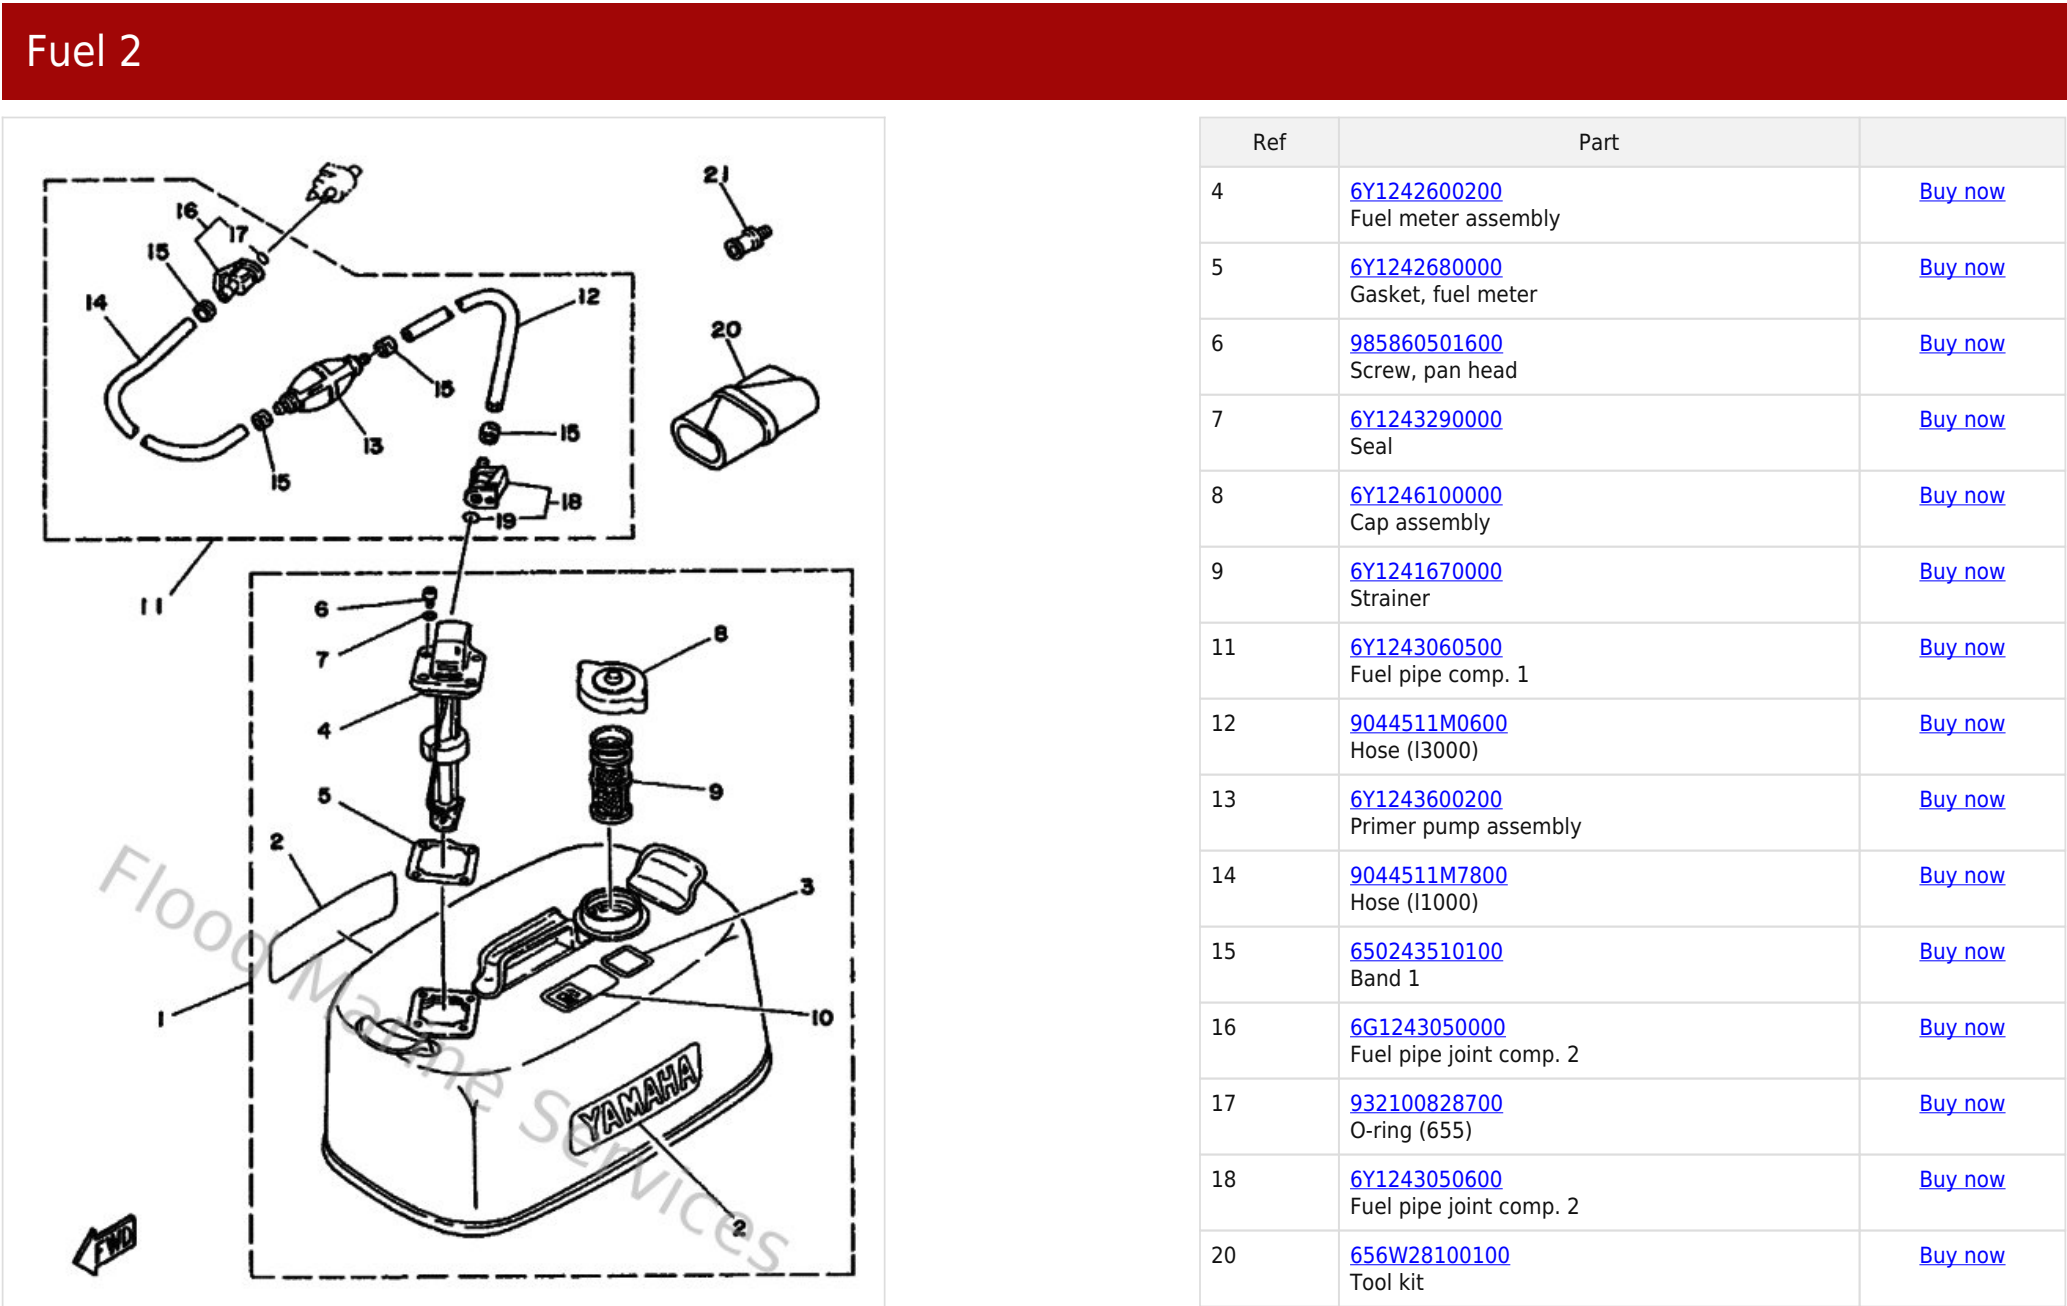 Fuel 2
21
16
17
15
14
12
20
15
13
15
15
18
19
11
6
7
8
4
9
5
2
3
1
10
YAMAHA
2
FWD
Flood Marine Services
Ref Part
4 6Y1242600200 Buy now
Fuel meter assembly
5 6Y1242680000 Buy now
Gasket, fuel meter
6 985860501600 Buy now
Screw, pan head
7 6Y1243290000 Buy now
Seal
8 6Y1246100000 Buy now
Cap assembly
9 6Y1241670000 Buy now
Strainer
11 6Y1243060500 Buy now
Fuel pipe comp. 1
12 9044511M0600 Buy now
Hose (l3000)
13 6Y1243600200 Buy now
Primer pump assembly
14 9044511M7800 Buy now
Hose (l1000)
15 650243510100 Buy now
Band 1
16 6G1243050000 Buy now
Fuel pipe joint comp. 2
17 932100828700 Buy now
O-ring (655)
18 6Y1243050600 Buy now
Fuel pipe joint comp. 2
20 656W28100100 Buy now
Tool kit